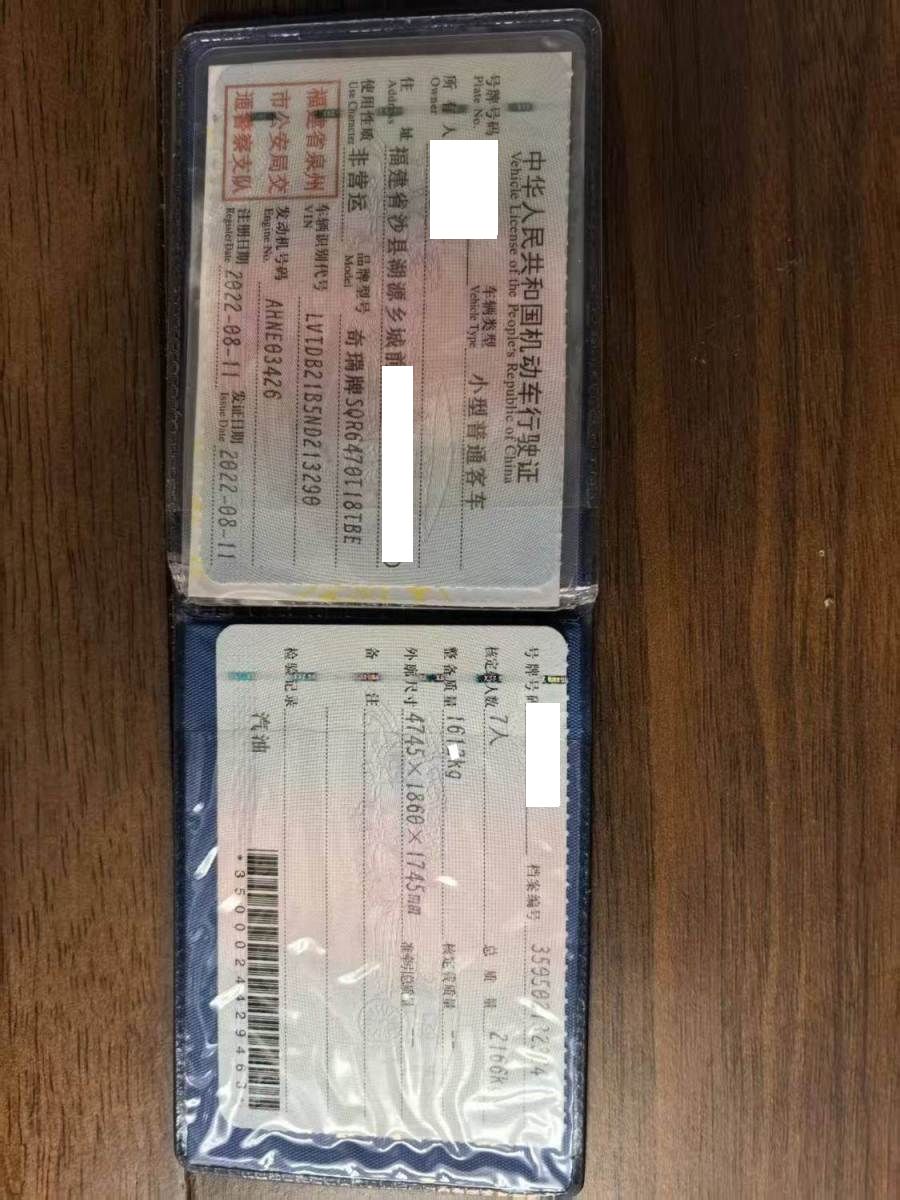 中华人民共和国机动车行驶证
Vehicle License of the People's Republic of China
号牌号码
Plate No.
车辆类型 小型普通客车
Vehicle Type
所有人
Owner
住 址 福建省沙县湖源乡城前
Address
使用性质 非营运
Use Character
品牌型号 奇瑞牌SQR6470T18TBE
Model
福建省泉州
市公安局交
通警察支队
车辆识别代号 LVTDB21B5ND213290
VIN
发动机号码 AHNE03426
Engine No.
注册日期 2022-08-11
Register Date
发证日期 2022-08-11
Issue Date
号牌号码
档案编号
核定载人数 7人
总 质 量
整备质量
核定载质量 --
外廓尺寸 4745×1860×1745mm
准牵引总质量 --
备 注
检验记录
汽油
*3500024429463*